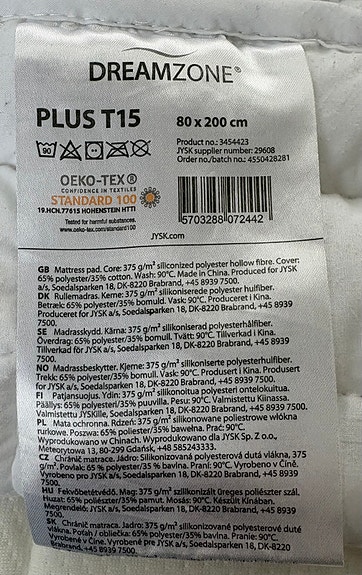 DREAMZONE®
PLUS T15
80 x 200 cm
90
Product no.: 3454423
JYSK supplier number: 29608
Order no./batch no.: 4550428281
OEKO-TEX®
CONFIDENCE IN TEXTILES
STANDARD 100
19.HCN.77615 HOHENSTEIN HTTI
Tested for harmful substances.
www.oeko-tex.com/standard100
5703288 072442
JYSK.com
GB Mattress pad. Core: 375 g/m² siliconized polyester hollow fibre. Cover:
65% polyester/35% cotton. Wash: 90°C. Made in China. Produced for JYSK
a/s, Soedalsparken 18, DK-8220 Brabrand, +45 8939 7500.
DK Rullemadras. Kerne: 375 g/m² silikoniserede polyester hulfiber.
Betræk: 65% polyester/35% bomuld. Vask: 90°C. Produceret i Kina.
Produceret for JYSK a/s, Soedalsparken 18, DK-8220 Brabrand, +45 8939
7500.
SE Madrasskydd. Kärna: 375 g/m² silikoniserad polyesterhålfiber.
Överdrag: 65% polyester/35% bomull. Tvätt: 90°C. Tillverkad i Kina.
Tillverkad för JYSK a/s, Soedalsparken 18, DK-8220 Brabrand, +45 8939
7500.
NO Madrassbeskytter. Kjerne: 375 g/m² silikoniserte polyesterhulfiber.
Trekk: 65% polyester/35% bomull. Vask: 90°C. Produsert i Kina. Produsert
for JYSK a/s, Soedalsparken 18, DK-8220 Brabrand, +45 8939 7500.
FI Patjansuojus. Ydin: 375 g/m² silikonoitua polyesteri ontelokuitua.
Päällys: 65% polyesteri/35% puuvilla. Pesu: 90°C. Valmistettu Kiinassa.
Valmistettu JYSKille, Soedalsparken 18, DK-8220 Brabrand, +45 8939 7500.
PL Mata ochronna. Rdzeń: 375 g/m² silikonowane poliestrowe włókna
rurkowe. Poszwa: 65% poliester/35% bawełna. Prać: 90°C.
Wyprodukowano w Chinach. Wyprodukowano dla JYSK Sp. Z o.o.,
Meteorytowa 13, 80-299 Gdańsk, +48 585243333.
CZ Chránič matrace. Jádro: Silikonizovaná polyesterová dutá vlákna, 375
g/m². Povlak: 65% polyester/35% bavlna. Praní: 90°C. Vyrobeno v Číně.
Vyrobeno pro JYSK a/s, Soedalsparken 18, DK-8220 Brabrand, +45 8939
7500.
HU Fekvőbetétvédő. Mag: 375 g/m² szilikonizált üreges poliészter szál.
Huzat: 65% poliészter/35% pamut. Mosás: 90°C. Készült Kínában.
Megrendelő: JYSK a/s, Soedalsparken 18, DK-8220 Brabrand, +45 8939
7500.
SK Chránič matraca. Jadro: 375 g/m² silikonizované polyesterové duté
vlákna. Poťah / obliečka: 65% polyester/35% bavlna. Pranie: 90°C.
Vyrobené v Číne. Vyrobené pre JYSK a/s, Soedalsparken 18, DK-8220
Brabrand, +45 8939 7500.